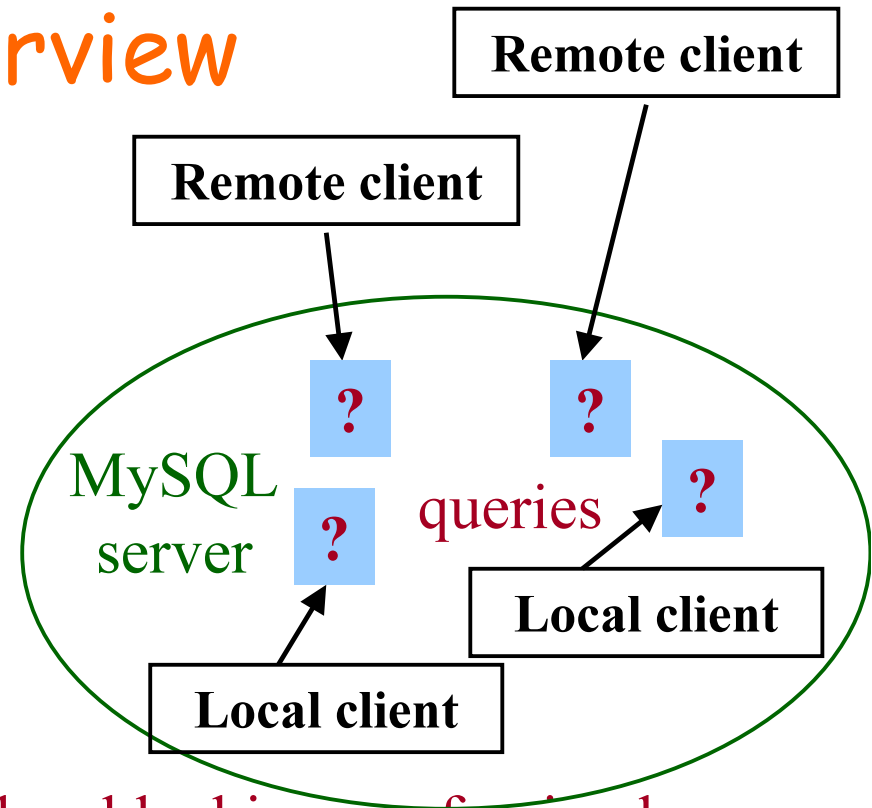 rview
Remote client
Remote client
?
?
MySQL
server
queries
?
?
Local client
Local client